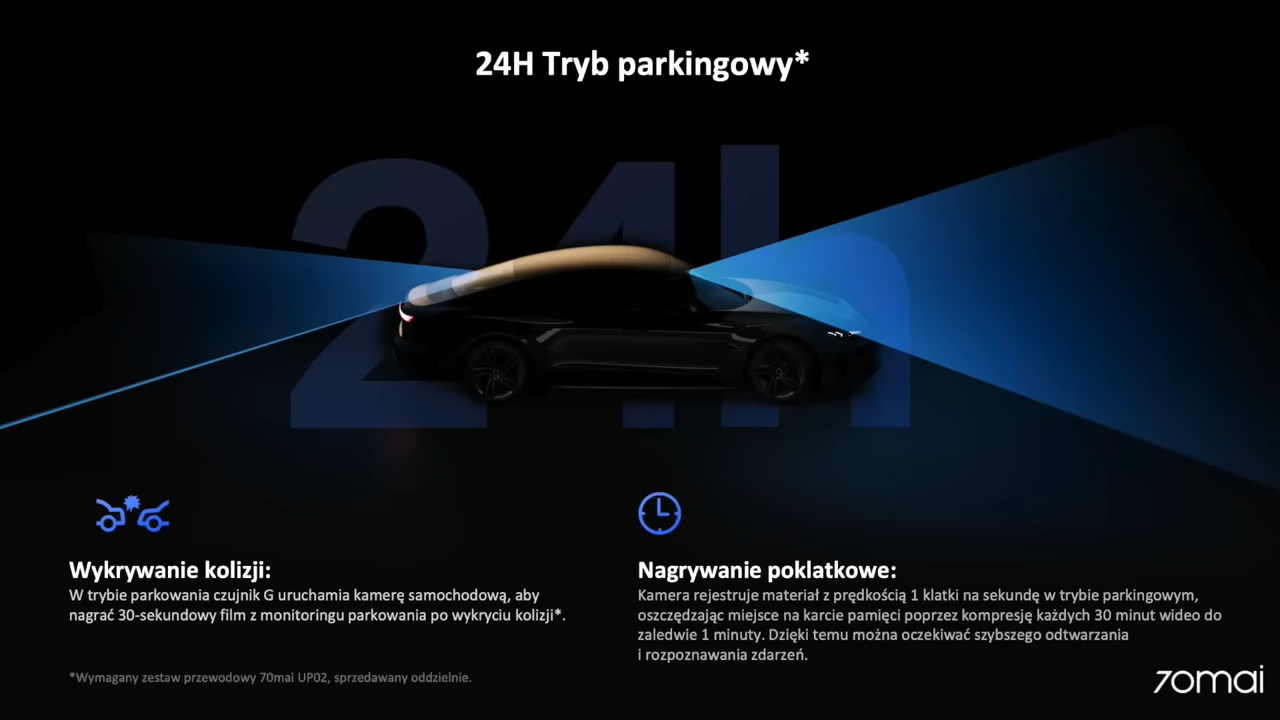 24H Tryb parkingowy*
24h
Wykrywanie kolizji:
W trybie parkowania czujnik G uruchamia kamerę samochodową, aby
nagrać 30-sekundowy film z monitoringu parkowania po wykryciu kolizji*.
Nagrywanie poklatkowe:
Kamera rejestruje materiał z prędkością 1 klatki na sekundę w trybie parkingowym,
oszczędzając miejsce na karcie pamięci poprzez kompresję każdych 30 minut wideo do
zaledwie 1 minuty. Dzięki temu można oczekiwać szybszego odtwarzania
i rozpoznawania zdarzeń.
*Wymagany zestaw przewodowy 70mai UP02, sprzedawany oddzielnie.
70mai